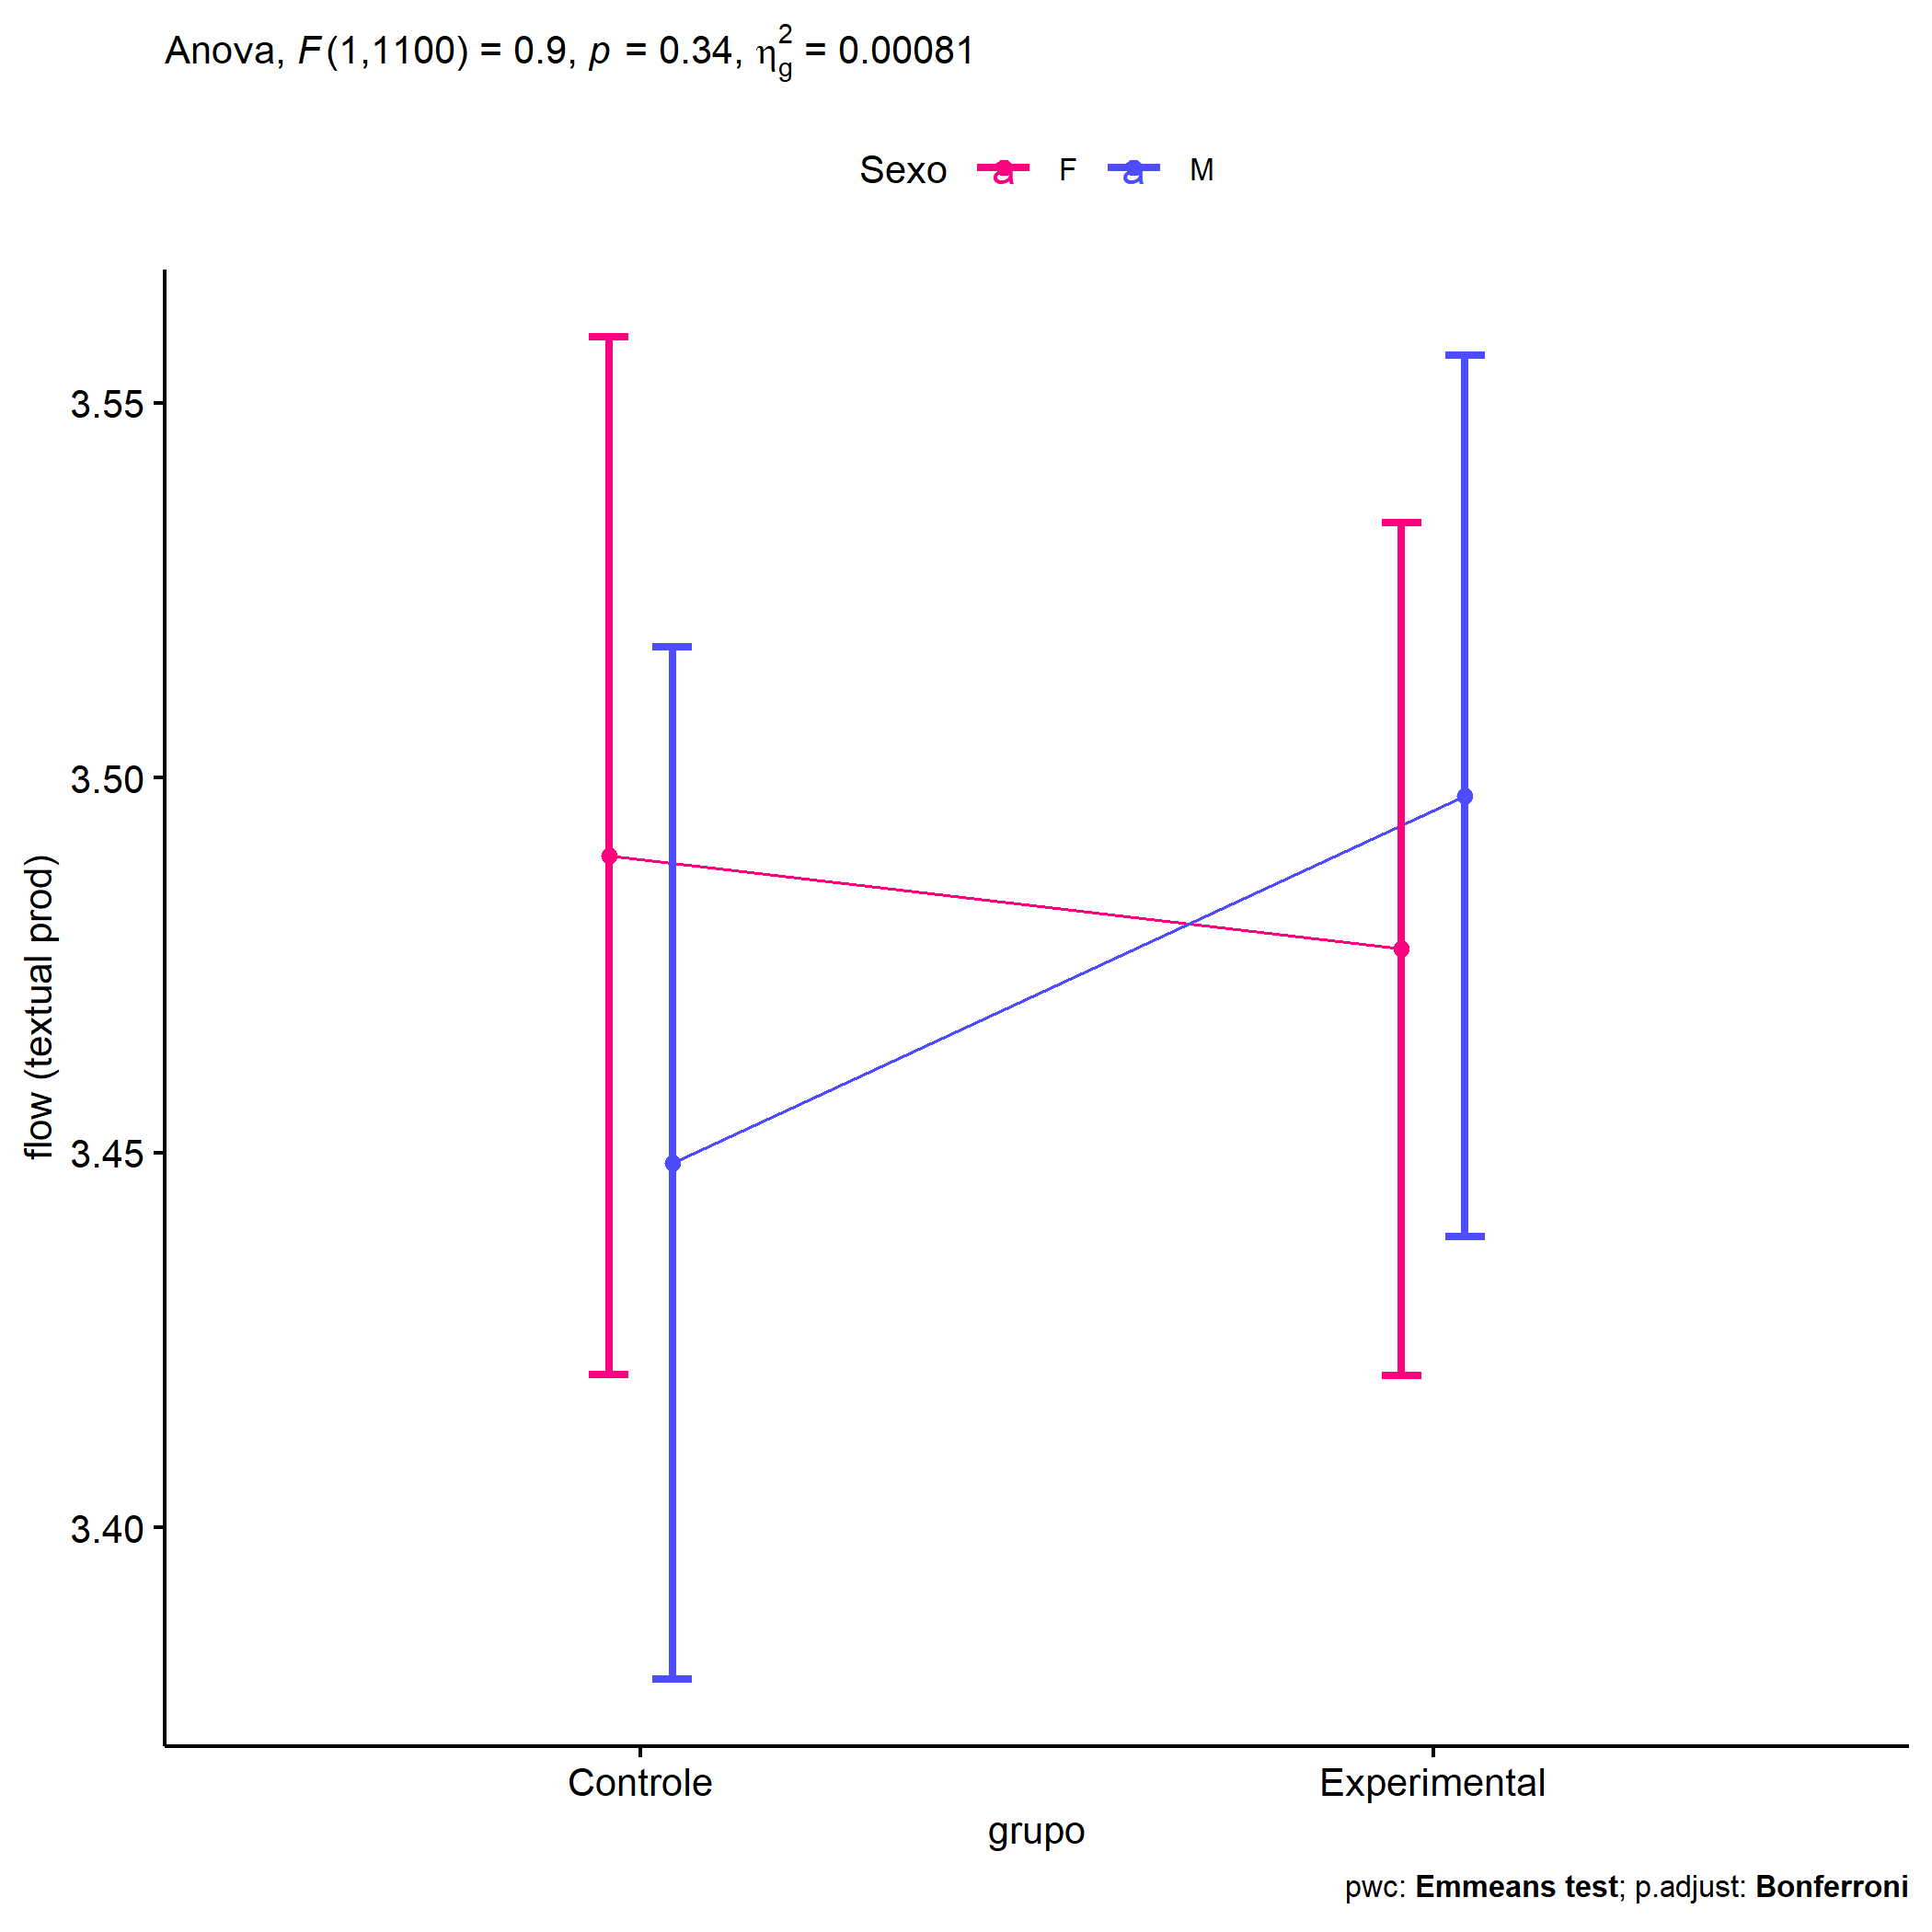 Anova, F(1,1100) = 0.9, p = 0.34, η²g = 0.00081
Sexo a F a M
3.55
3.50
3.45
3.40
flow (textual prod)
Controle Experimental
grupo
pwc: Emmeans test; p.adjust: Bonferroni